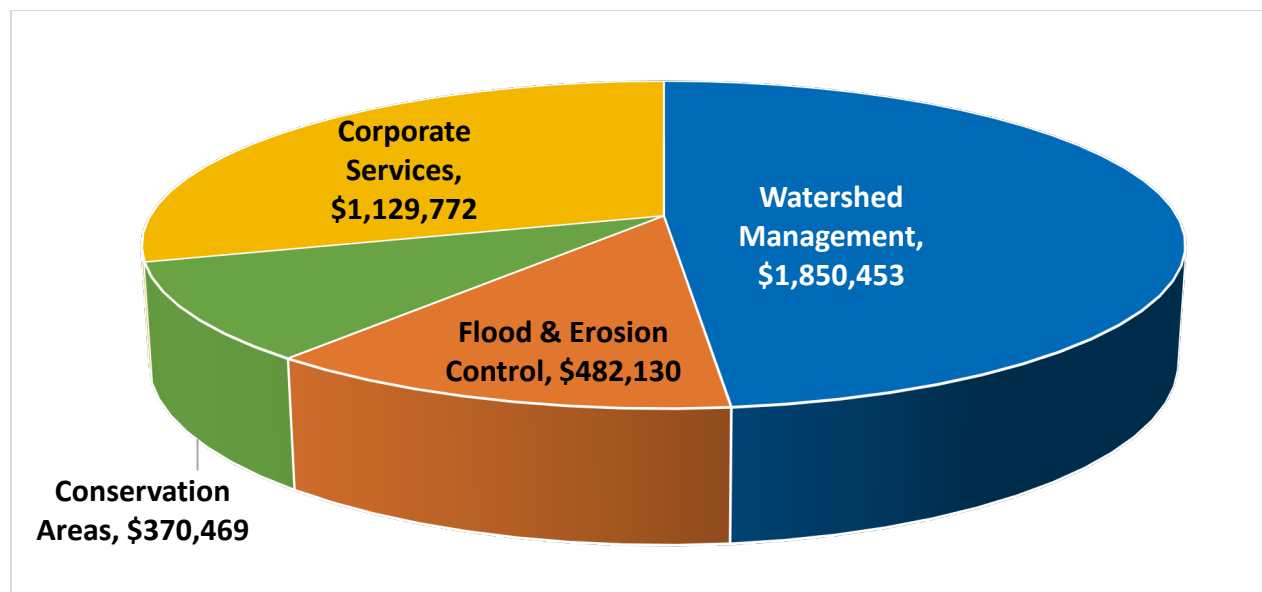 Corporate
Services,
$1,129,772
Watershed
Management,
$1,850,453
Flood & Erosion
Control, $482,130
Conservation
Areas, $370,469